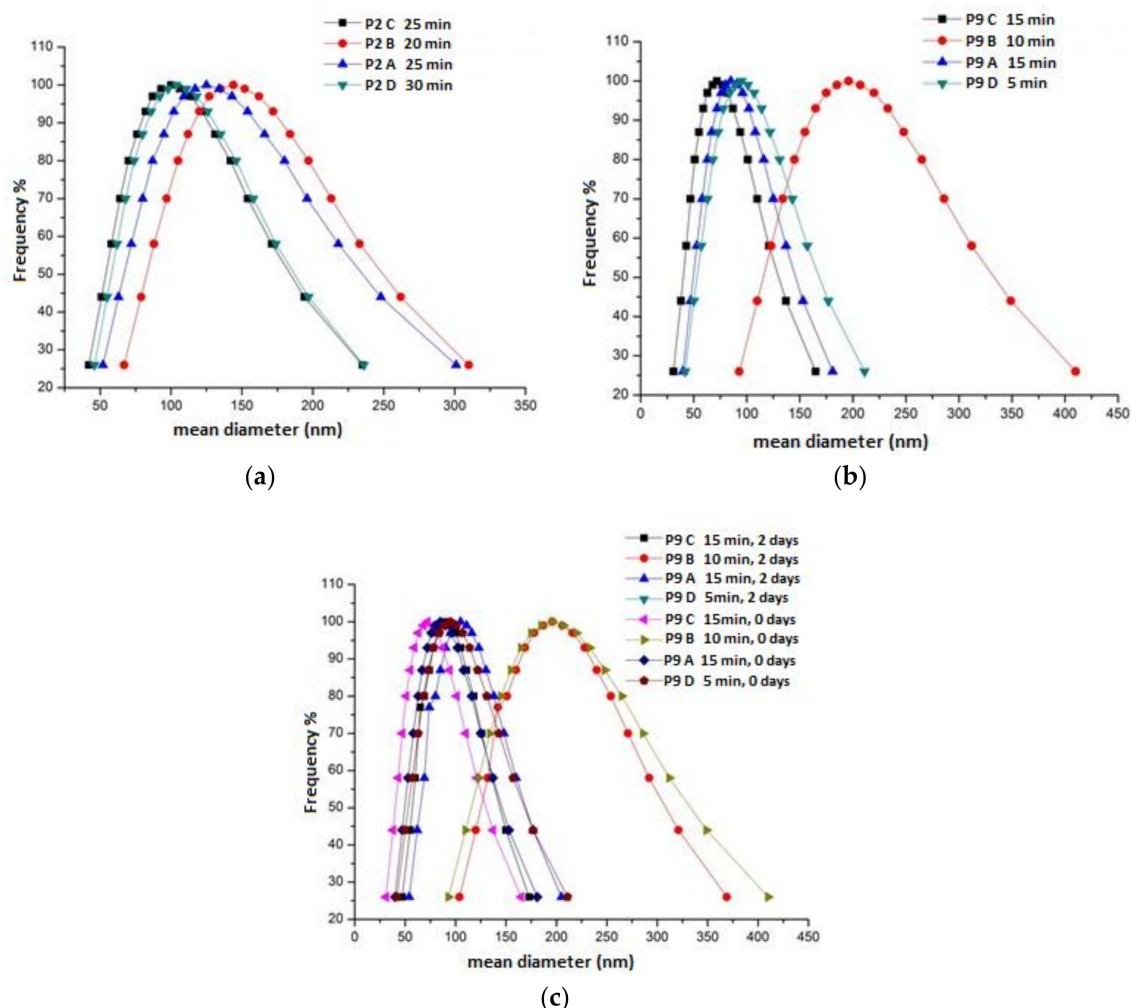 P2 C 25 min
P2 B 20 min
P2 A 25 min
P2 D 30 min
110
100
90
80
70
60
50
40
30
20
Frequency %
50 100 150 200 250 300 350
mean diameter (nm)
(a)
P9 C 15 min
P9 B 10 min
P9 A 15 min
P9 D 5 min
110
100
90
80
70
60
50
40
30
20
Frequency %
0 50 100 150 200 250 300 350 400 450
mean diameter (nm)
(b)
P9 C 15 min, 2 days
P9 B 10 min, 2 days
P9 A 15 min, 2 days
P9 D 5min, 2 days
P9 C 15min, 0 days
P9 B 10 min, 0 days
P9 A 15 min, 0 days
P9 D 5 min, 0 days
110
100
90
80
70
60
50
40
30
20
Frequency %
0 50 100 150 200 250 300 350 400 450
mean diameter (nm)
(c)